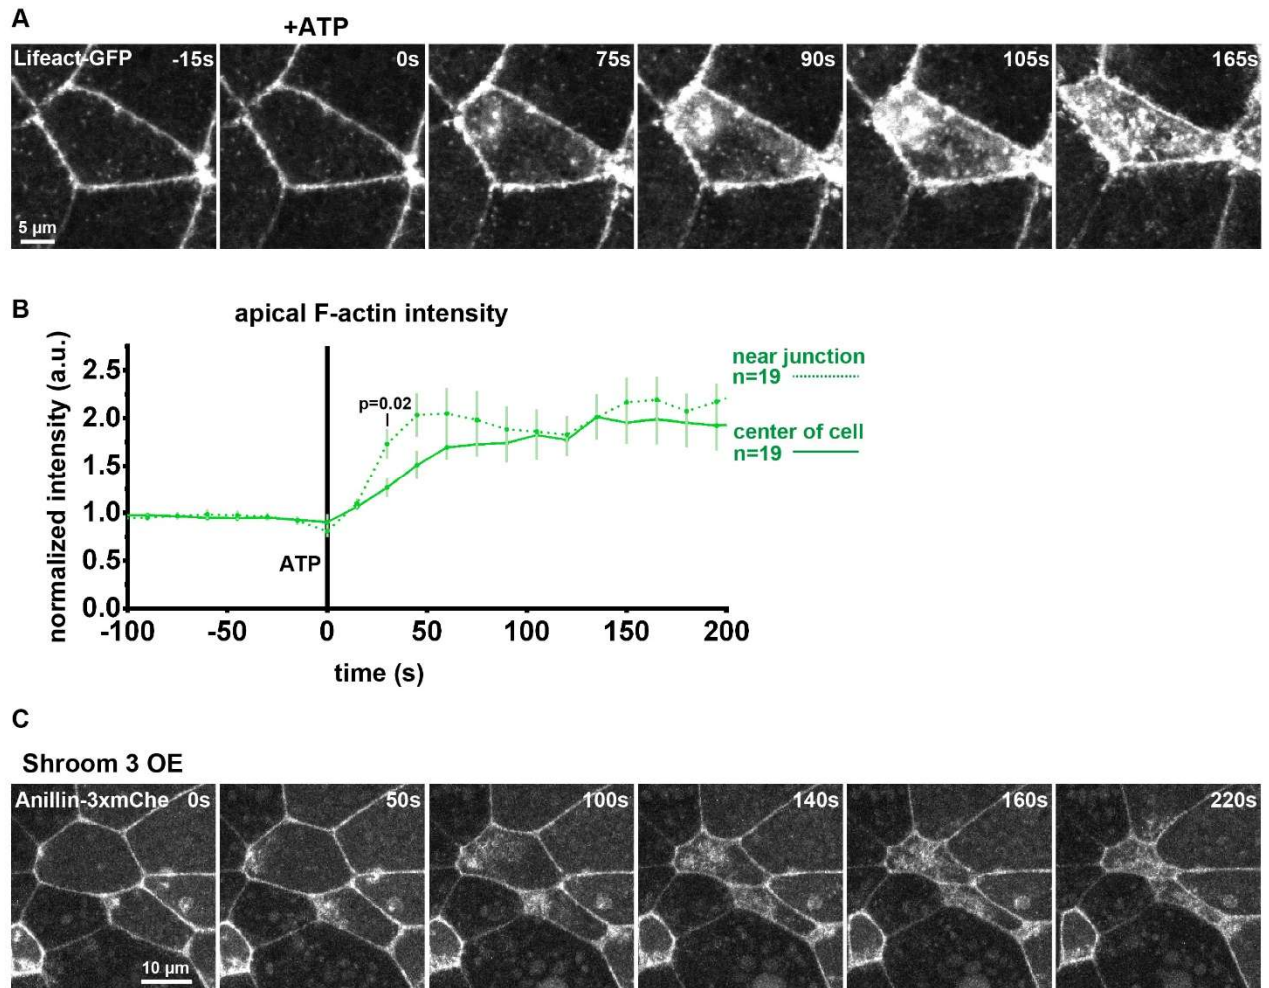 A
+ATP
Lifeact-GFP -15s 0s 75s 90s 105s 165s
5 µm
B
apical F-actin intensity
normalized intensity (a.u.)
2.5
2.0
1.5
1.0
0.5
0.0
p=0.02
ATP
near junction
n=19
center of cell
n=19
-100 -50 0 50 100 150 200
time (s)
C
Shroom 3 OE
Anillin-3xmChe 0s 50s 100s 140s 160s 220s
10 µm